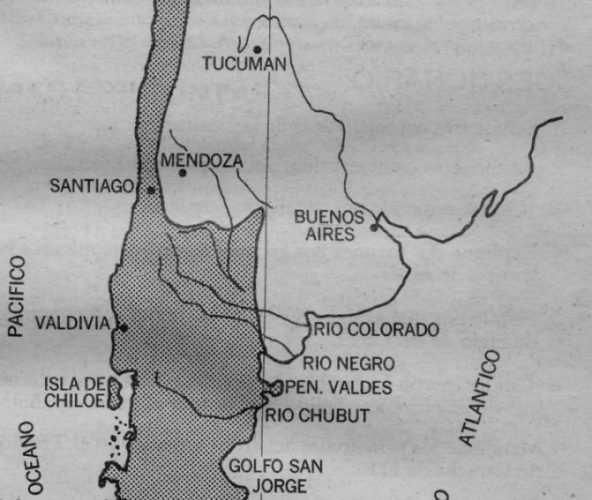 TUCUMAN
MENDOZA
SANTIAGO
BUENOS
AIRES
PACIFICO
VALDIVIA
RIO COLORADO
RIO NEGRO
ISLA DE
CHILOE
PEN. VALDES
ATLANTICO
RIO CHUBUT
OCEANO
GOLFO SAN
JORGE